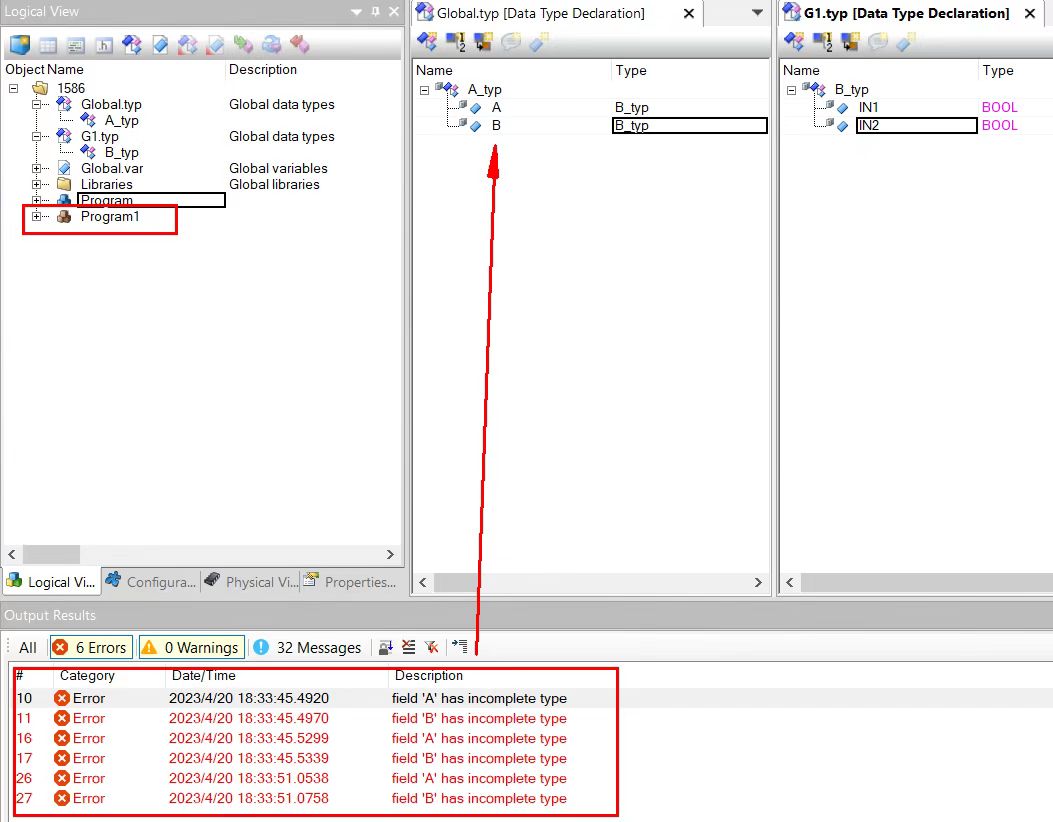 Logical View
Object Name Description
1586
Global.typ Global data types
A_typ
G1.typ Global data types
B_typ
Global.var Global variables
Libraries Global libraries
Program
Program1
Logical Vi... Configura... Physical Vi... Properties...
Global.typ [Data Type Declaration]
Name Type
A_typ
A B_typ
B B_typ
G1.typ [Data Type Declaration]
Name Type
B_typ
IN1 BOOL
IN2 BOOL
Output Results
All 6 Errors 0 Warnings 32 Messages
# Category Date/Time Description
10 Error 2023/4/20 18:33:45.4920 field 'A' has incomplete type
11 Error 2023/4/20 18:33:45.4970 field 'B' has incomplete type
16 Error 2023/4/20 18:33:45.5299 field 'A' has incomplete type
17 Error 2023/4/20 18:33:45.5339 field 'B' has incomplete type
26 Error 2023/4/20 18:33:51.0538 field 'A' has incomplete type
27 Error 2023/4/20 18:33:51.0758 field 'B' has incomplete type